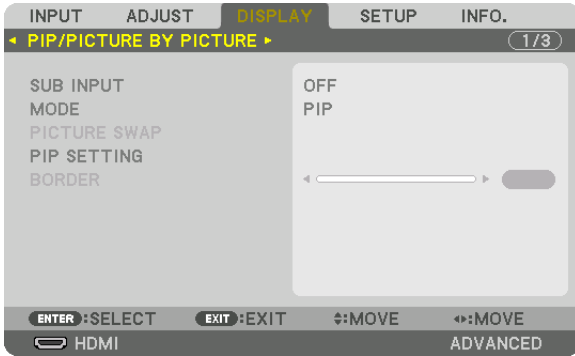 INPUT ADJUST DISPLAY SETUP INFO.
◂ PIP/PICTURE BY PICTURE ▸ 1/3
SUB INPUT OFF
MODE PIP
PICTURE SWAP
PIP SETTING
BORDER
ENTER:SELECT EXIT:EXIT :MOVE :MOVE
HDMI ADVANCED